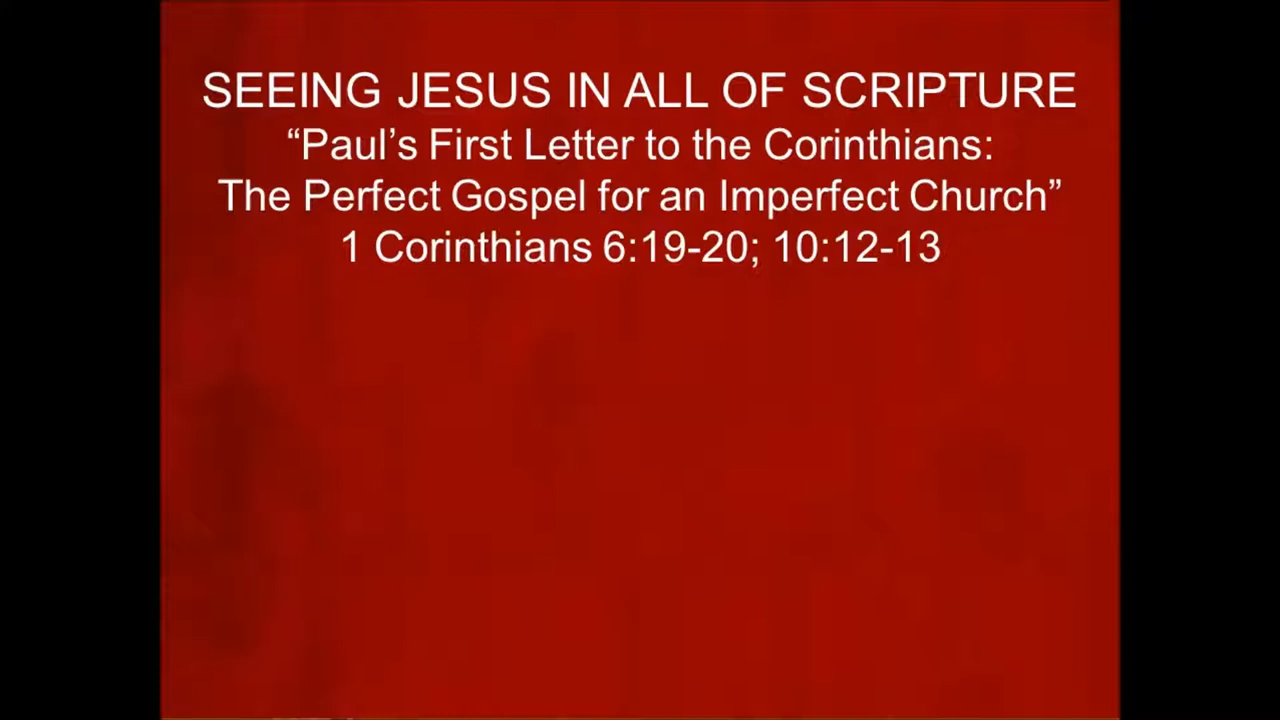 SEEING JESUS IN ALL OF SCRIPTURE
“Paul’s First Letter to the Corinthians:
The Perfect Gospel for an Imperfect Church”
1 Corinthians 6:19-20; 10:12-13